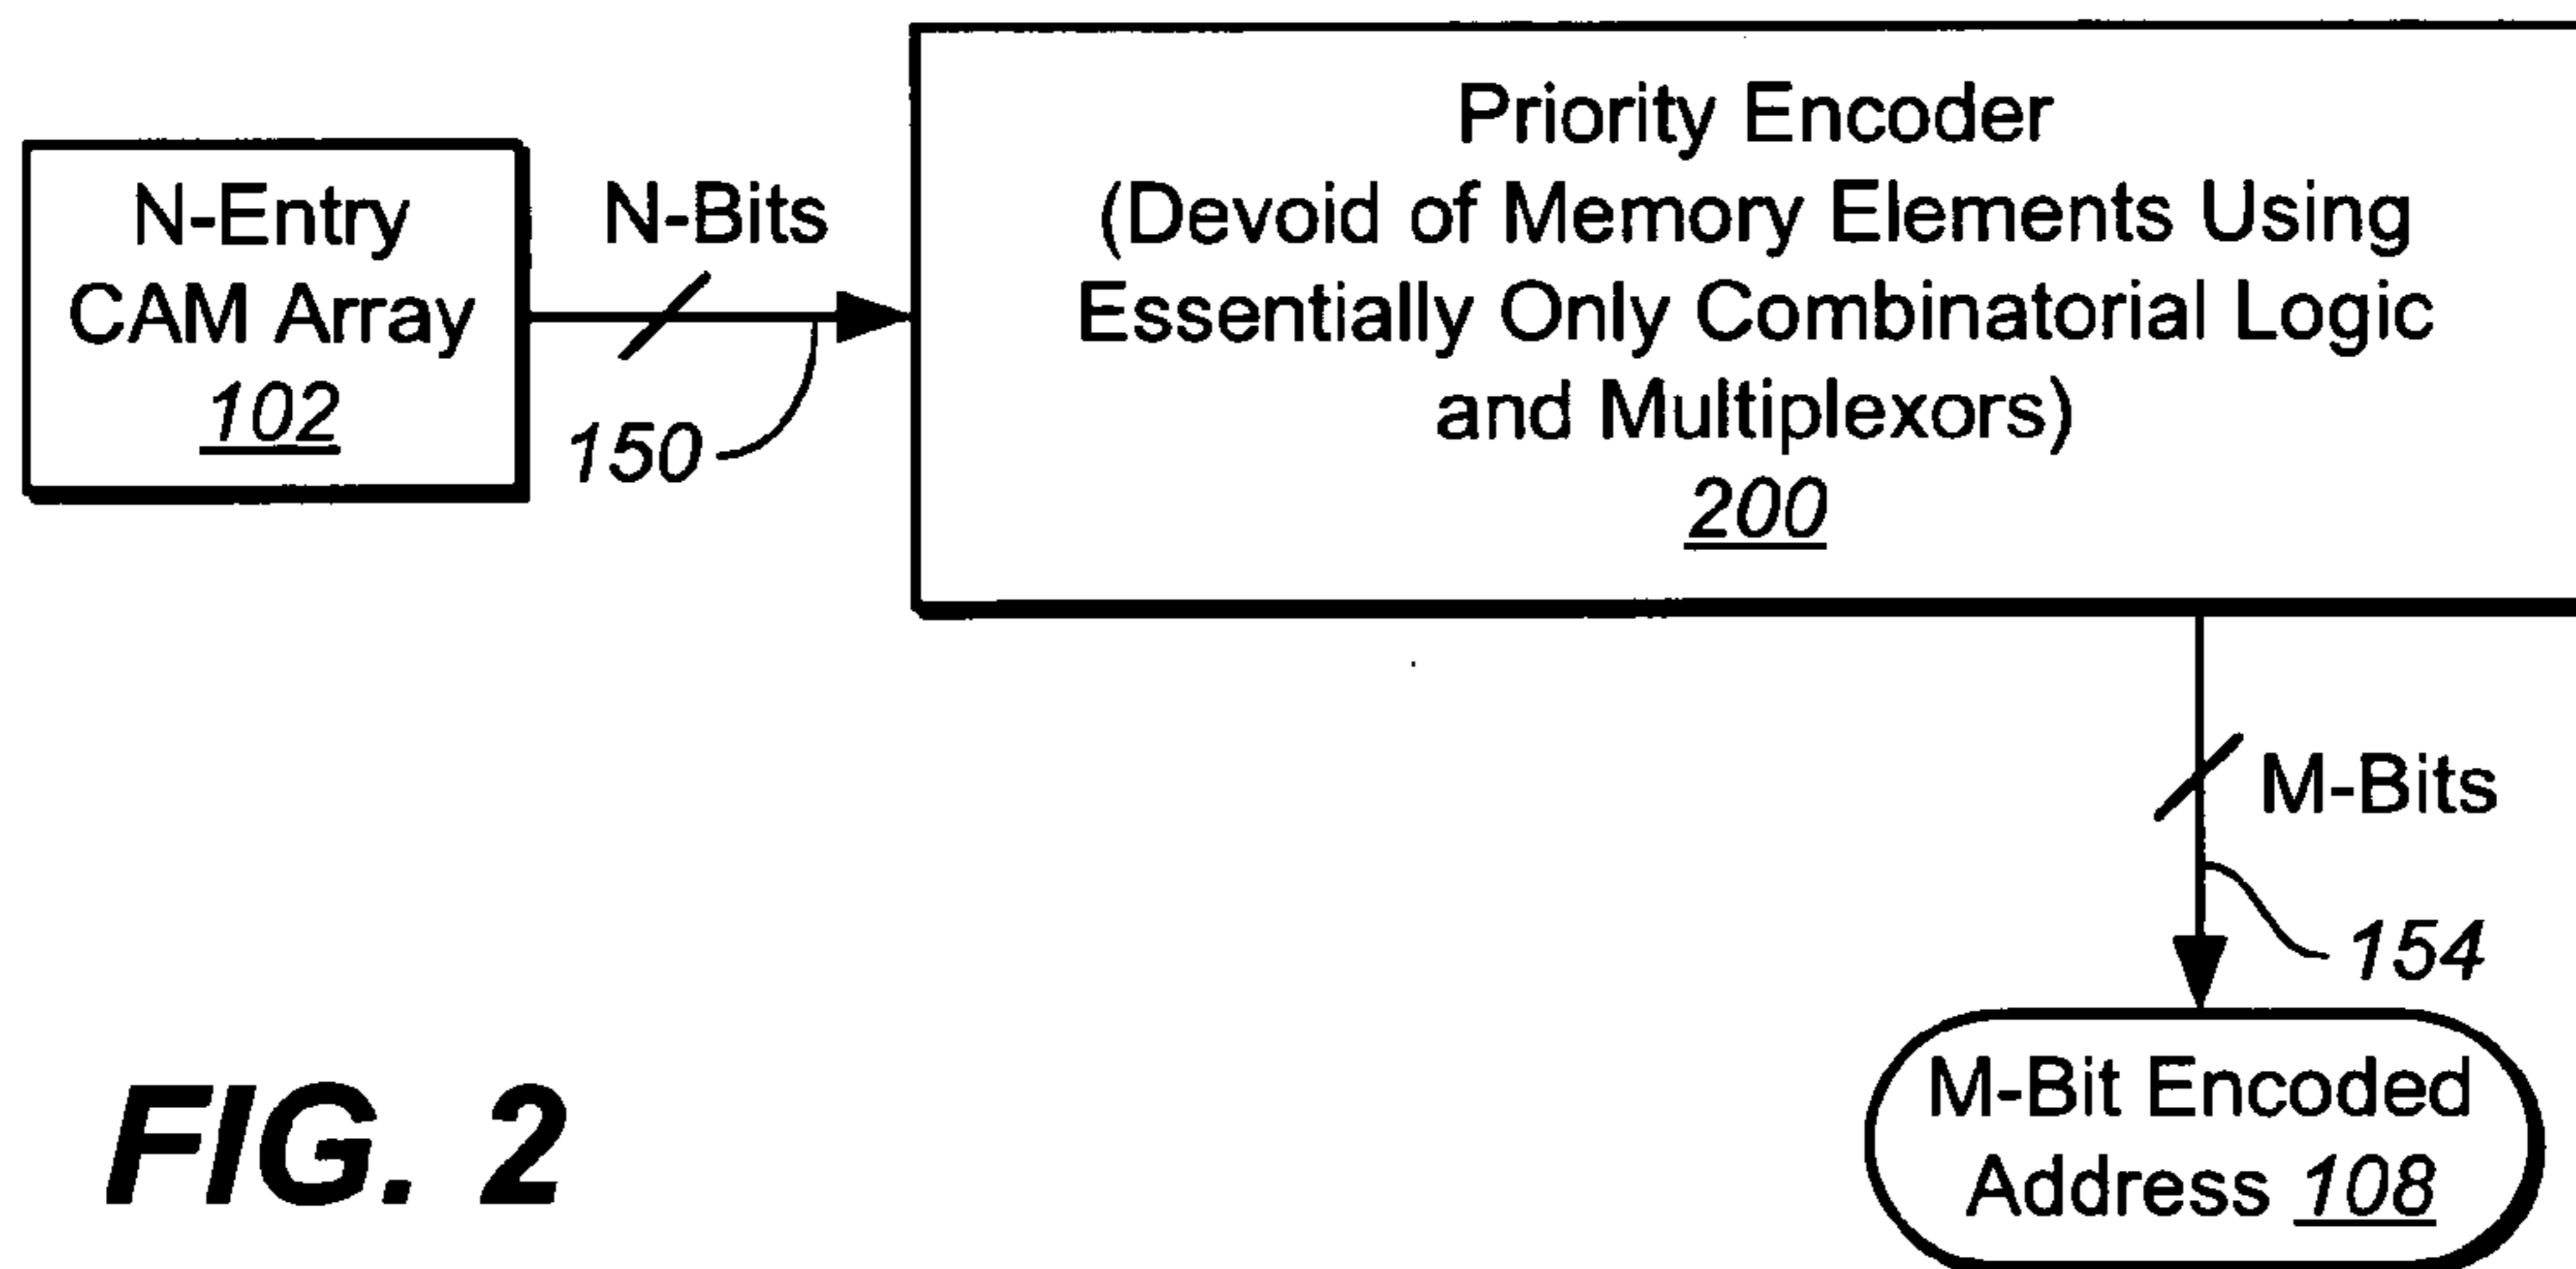 Priority Encoder
(Devoid of Memory Elements Using
Essentially Only Combinatorial Logic
and Multiplexors)
200
N-Entry
CAM Array
102
N-Bits
150
M-Bits
154
M-Bit Encoded
Address 108
FIG. 2